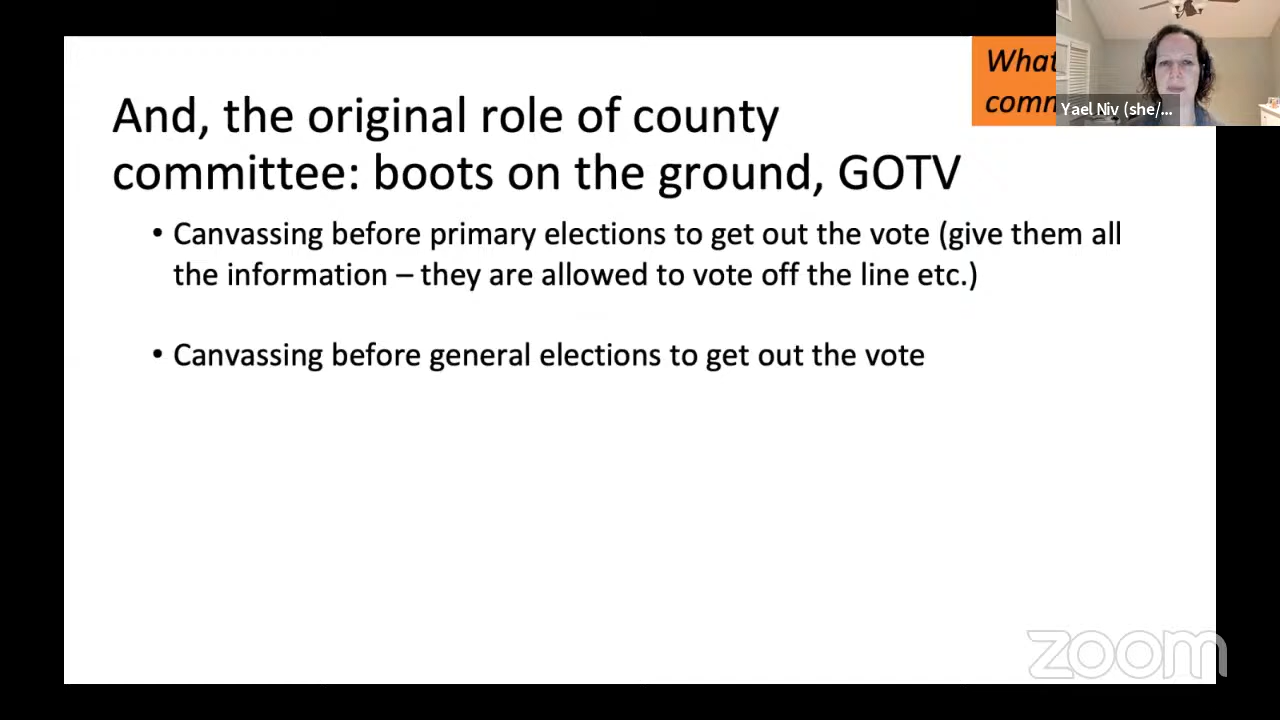 What
comm
Yael Niv (she/...
And, the original role of county
committee: boots on the ground, GOTV
• Canvassing before primary elections to get out the vote (give them all
the information – they are allowed to vote off the line etc.)
• Canvassing before general elections to get out the vote
zoom